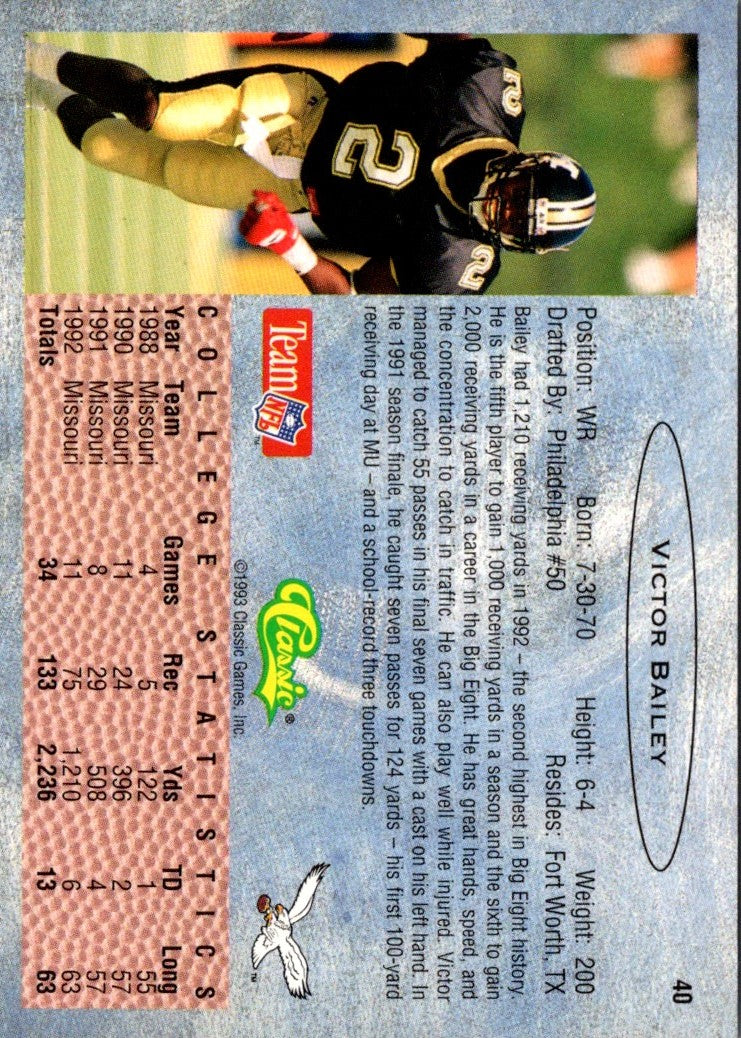 40
VICTOR BAILEY
Position: WR Born: 7-30-70 Height: 6-4 Weight: 200
Drafted By: Philadelphia #50 Resides: Fort Worth, TX
Bailey had 1,210 receiving yards in 1992 – the second highest in Big Eight history.
He is the fifth player to gain 1,000 receiving yards in a season and the sixth to gain
2,000 receiving yards in a career in the Big Eight. He has great hands, speed, and
the concentration to catch in traffic. He can also play well while injured. Victor
managed to catch 55 passes in his final seven games with a cast on his left hand. In
the 1991 season finale, he caught seven passes for 124 yards – his first 100-yard
receiving day at MU – and a school-record three touchdowns.
2
2
2
Team NFL
Classic®
©1993 Classic Games, Inc.
TM
COLLEGE STATISTICS
Year Team Games Rec Yds TD Long
1988 Missouri 4 5 122 1 55
1990 Missouri 11 24 396 2 57
1991 Missouri 8 29 508 4 57
1992 Missouri 11 75 1,210 6 63
Totals 34 133 2,236 13 63